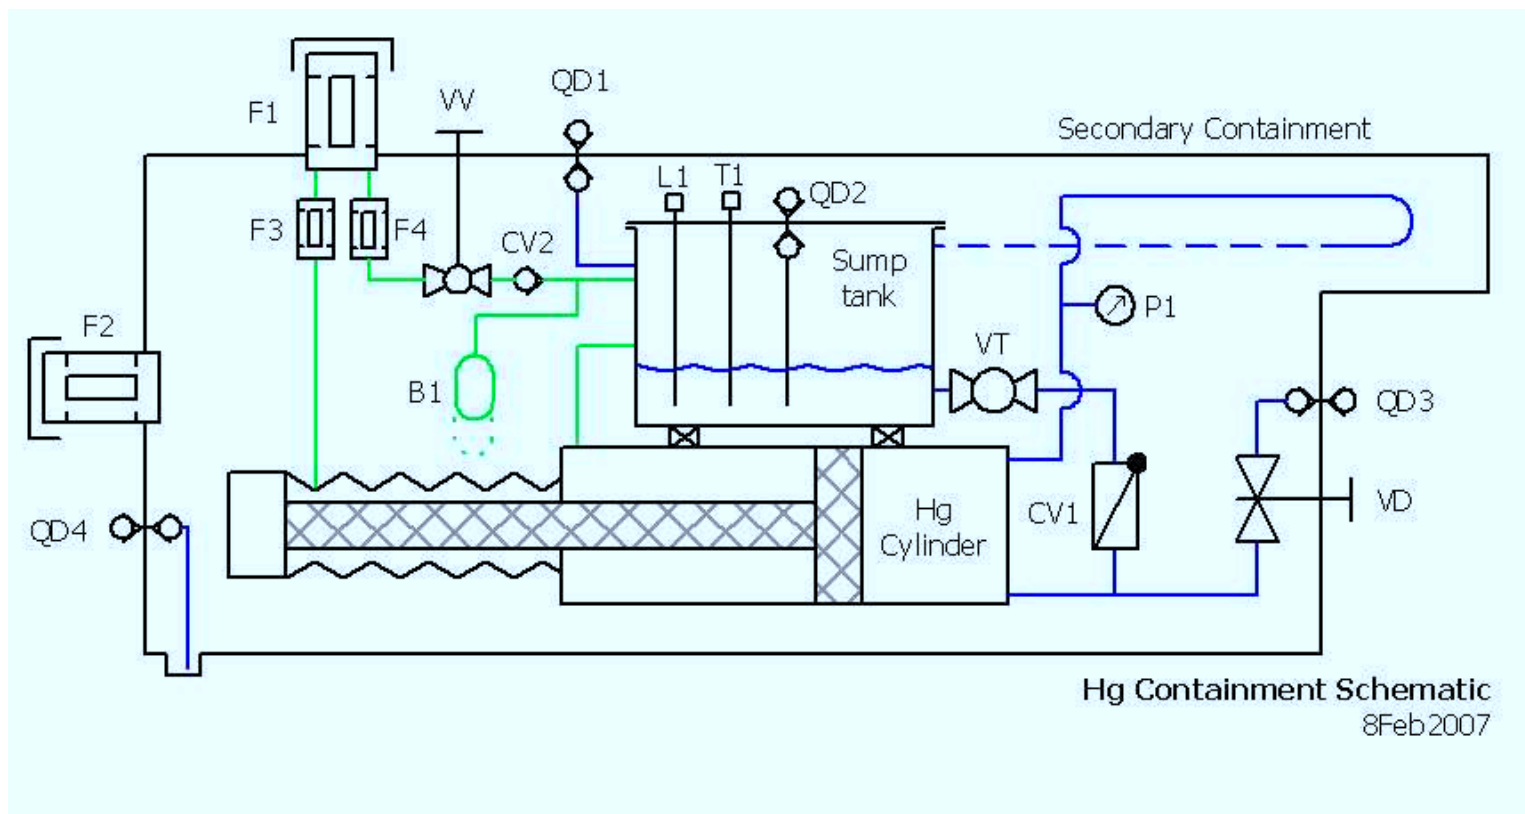 QD1
VV
F1
Secondary Containment
L1
T1
QD2
F3
F4
CV2
Sump
tank
P1
F2
VT
B1
QD3
QD4
Hg
Cylinder
CV1
VD
Hg Containment Schematic
8Feb2007